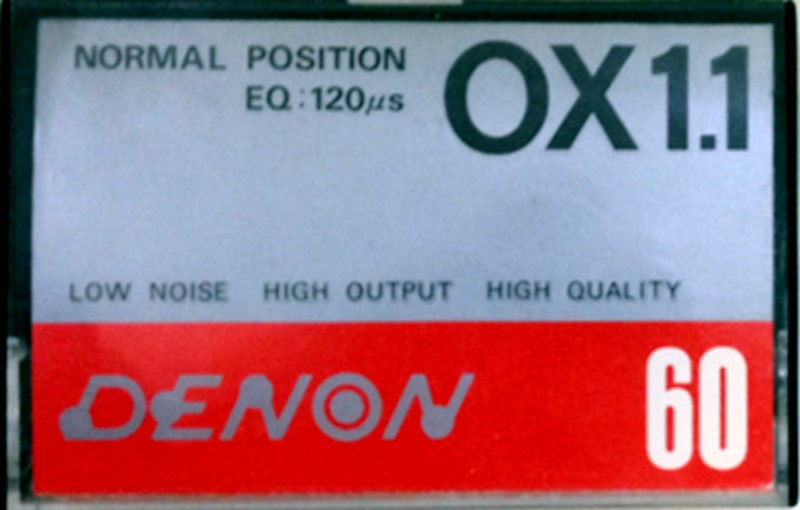 NORMAL POSITION
EQ:120μs
OX1.1
LOW NOISE HIGH OUTPUT HIGH QUALITY
DENON
60